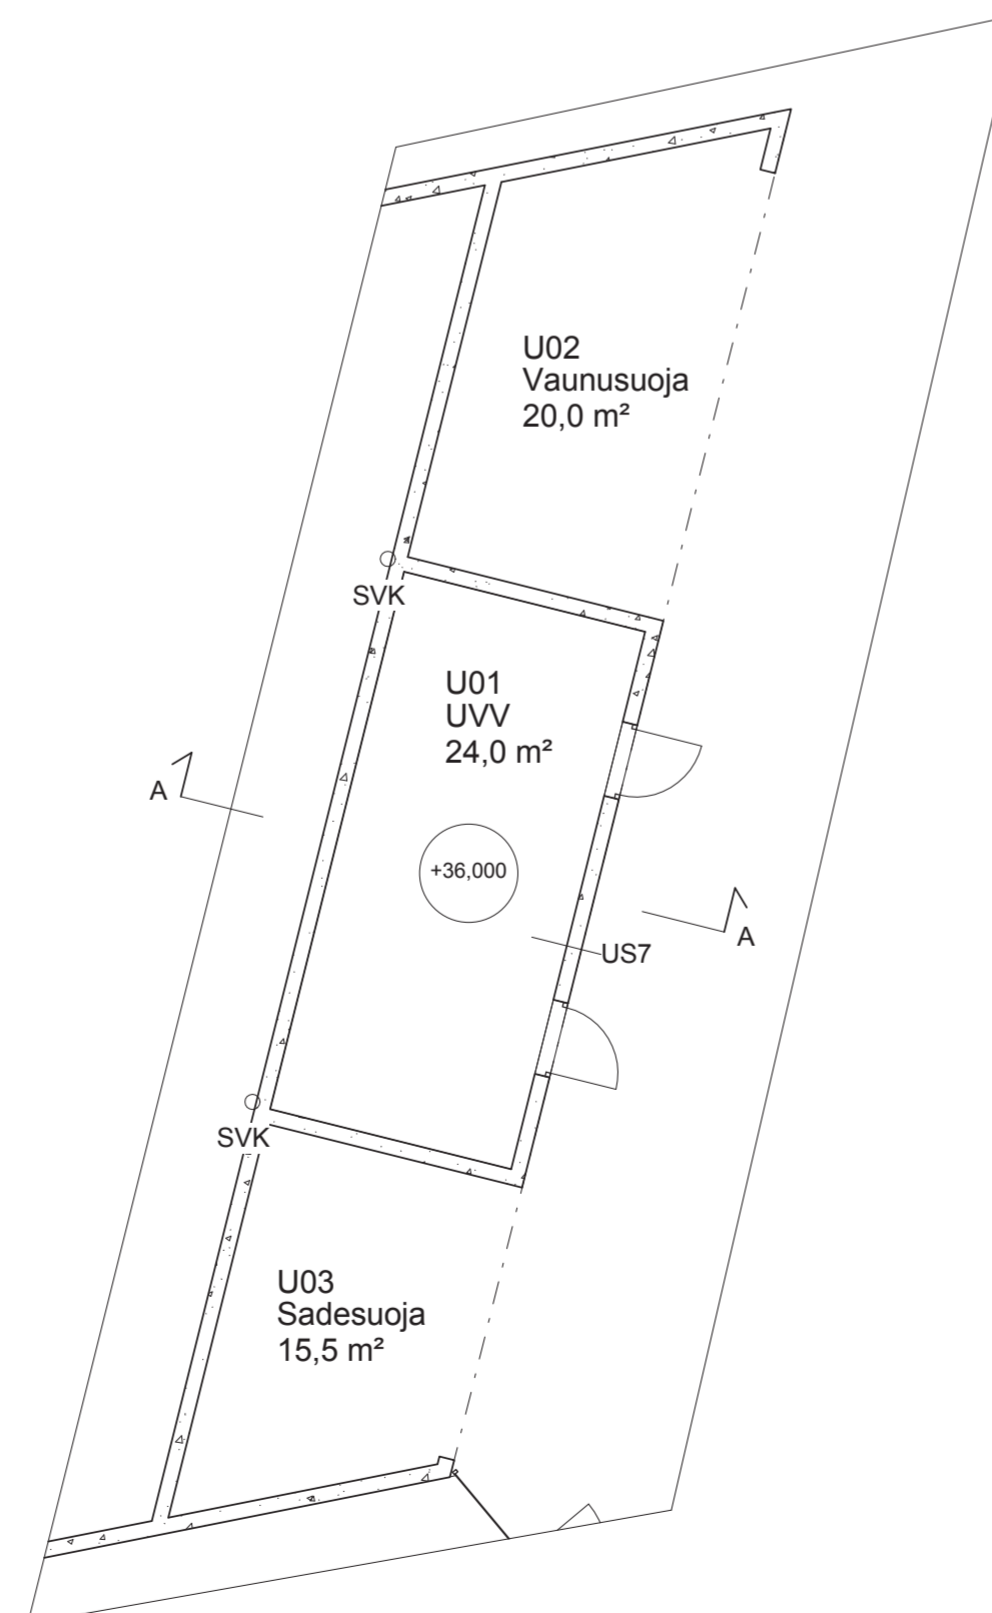 U02
Vaunusuoja
20,0 m²
SVK
U01
UVV
24,0 m²
A
+36,000
A
US7
SVK
U03
Sadesuoja
15,5 m²